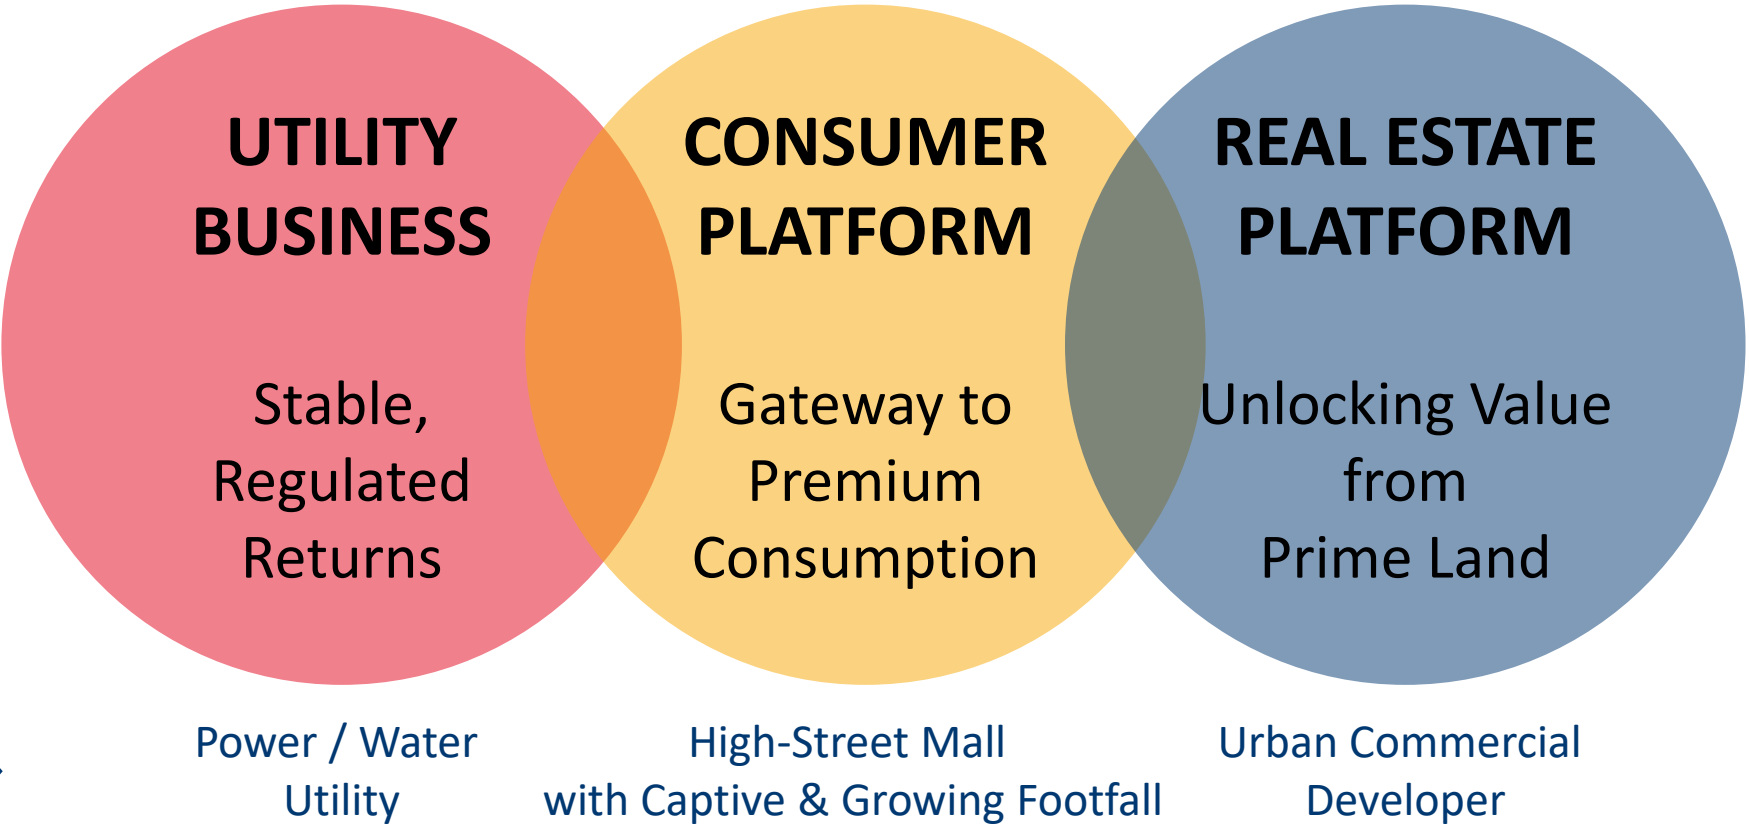 UTILITY
BUSINESS
Stable,
Regulated
Returns
Power / Water
Utility
CONSUMER
PLATFORM
Gateway to
Premium
Consumption
High-Street Mall
with Captive & Growing Footfall
REAL ESTATE
PLATFORM
Unlocking Value
from
Prime Land
Urban Commercial
Developer